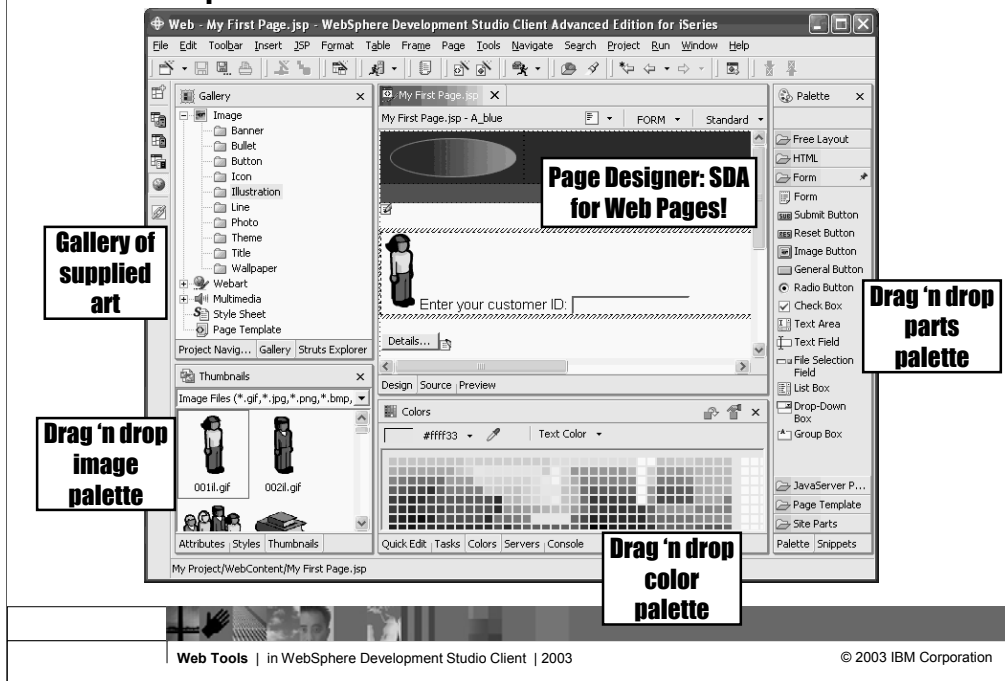 Web - My First Page.jsp - WebSphere Development Studio Client Advanced Edition for iSeries
File Edit Toolbar Insert JSP Format Table Frame Page Tools Navigate Search Project Run Window Help
Gallery
Image
Banner
Bullet
Button
Icon
Illustration
Line
Photo
Theme
Title
Wallpaper
Webart
Multimedia
Style Sheet
Page Template
Project Navig... Gallery Struts Explorer
Gallery of
supplied
art
Thumbnails
Image Files (*.gif,*.jpg,*.png,*.bmp,
001il.gif
002il.gif
Attributes Styles Thumbnails
Drag ‘n drop
image
palette
My First Page.jsp
My First Page.jsp - A_blue
FORM
Standard
Page Designer: SDA
for Web Pages!
Enter your customer ID:
Details...
Design Source Preview
Colors
#ffff33
Text Color
Quick Edit Tasks Colors Servers Console
Drag ‘n drop
color
palette
Palette
Free Layout
HTML
Form
Form
SUB Submit Button
RES Reset Button
Image Button
General Button
Radio Button
Check Box
Text Area
Text Field
File Selection
Field
List Box
Drop-Down
Box
Group Box
JavaServer P...
Page Template
Site Parts
Palette Snippets
Drag ‘n drop
parts
palette
My Project/WebContent/My First Page.jsp
Web Tools | in WebSphere Development Studio Client | 2003
© 2003 IBM Corporation